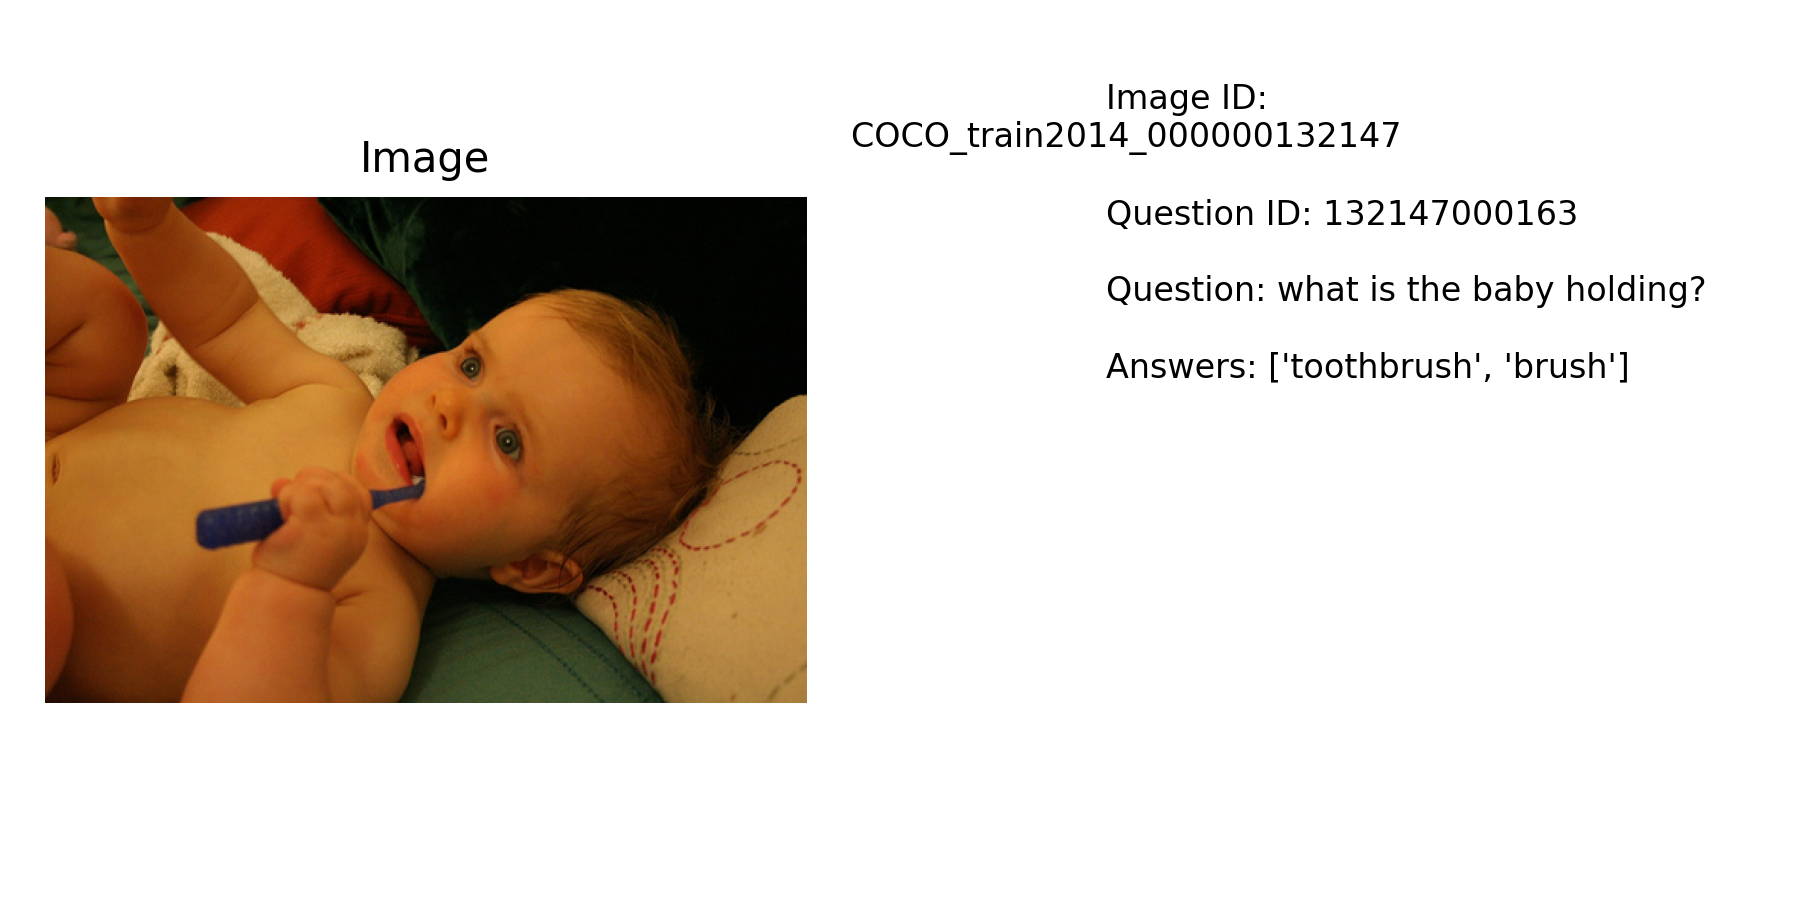 Image
Image ID:
COCO_train2014_000000132147
Question ID: 132147000163
Question: what is the baby holding?
Answers: ['toothbrush', 'brush']